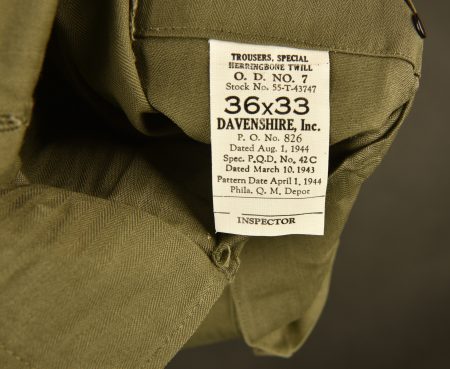 TROUSERS, SPECIAL
HERRINGBONE TWILL
O. D. NO. 7
Stock No. 55-T-43747
36x33
DAVENSHIRE, Inc.
P. O. No. 826
Dated Aug. 1, 1944
Spec. P.Q.D. No. 42C
Dated March 10, 1943
Pattern Date April 1, 1944
Phila. Q. M. Depot
INSPECTOR